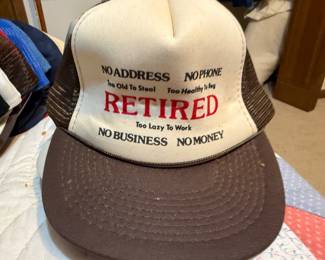 NO ADDRESS NO PHONE
Too Old To Steal Too Healthy To Beg
RETIRED
Too Lazy To Work
NO BUSINESS NO MONEY